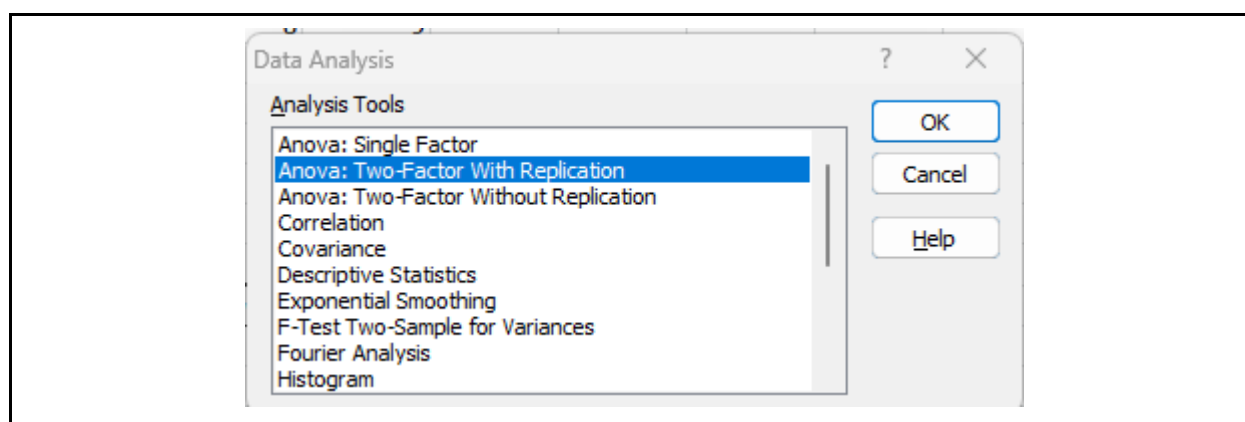 Data Analysis ?
Analysis Tools
OK
Anova: Single Factor
Anova: Two-Factor With Replication
Cancel
Anova: Two-Factor Without Replication
Correlation
Help
Covariance
Descriptive Statistics
Exponential Smoothing
F-Test Two-Sample for Variances
Fourier Analysis
Histogram